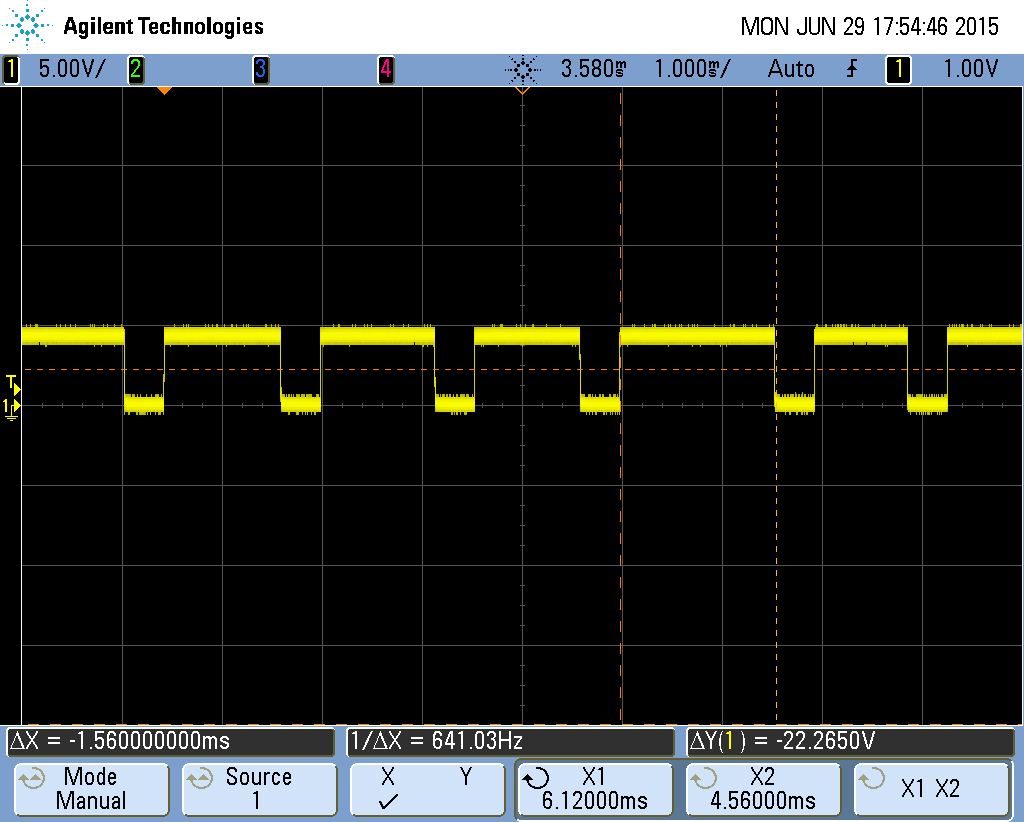 Agilent Technologies
MON JUN 29 17:54:46 2015
1 5.00V/ 2 3 4 3.580ms 1.000ms/ Auto 1 1.00V
T
1
ΔX = -1.560000000ms
1/ΔX = 641.03Hz
ΔY(1) = -22.2650V
Mode
Manual
Source
1
X Y
X1
6.12000ms
X2
4.56000ms
X1 X2